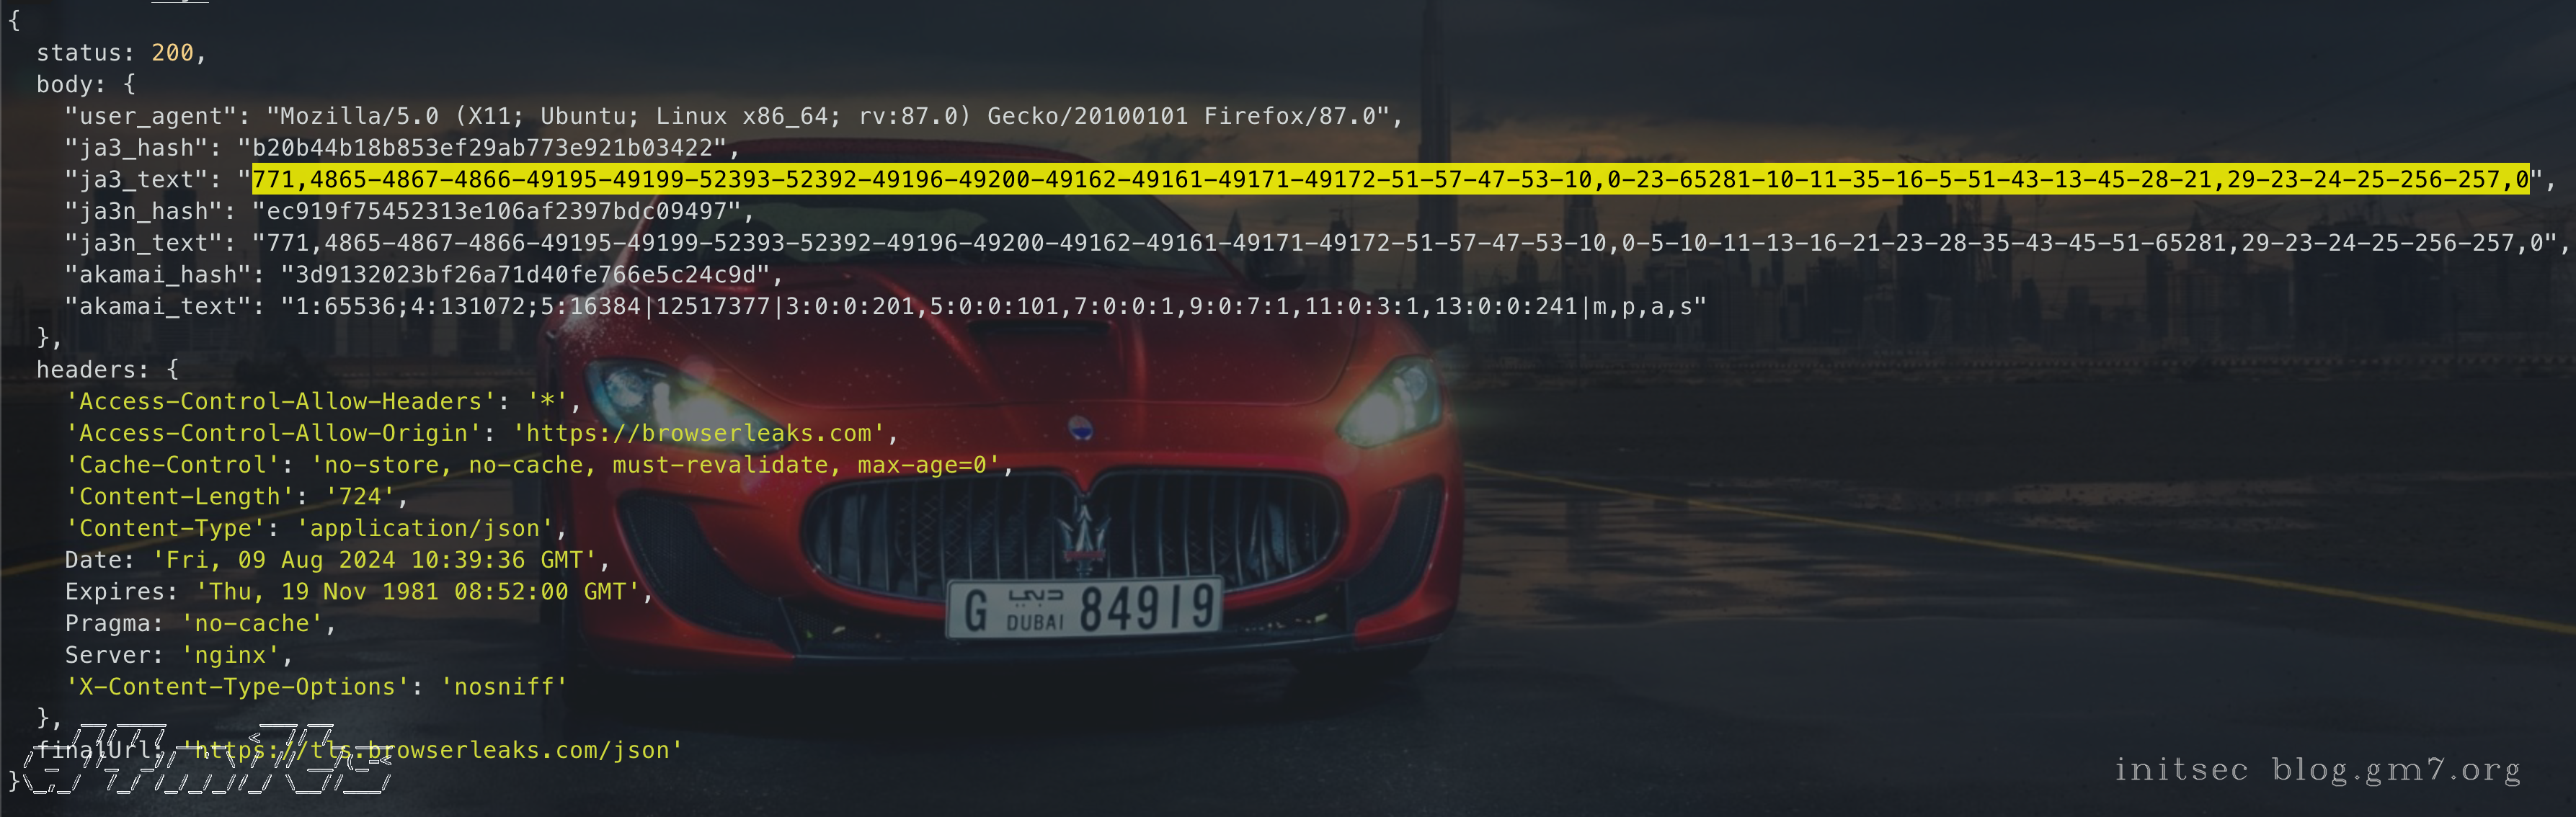 {
status: 200,
body: {
"user_agent": "Mozilla/5.0 (X11; Ubuntu; Linux x86_64; rv:87.0) Gecko/20100101 Firefox/87.0",
"ja3_hash": "b20b44b18b853ef29ab773e921b03422",
"ja3_text": "771,4865-4867-4866-49195-49199-52393-52392-49196-49200-49162-49161-49171-49172-51-57-47-53-10,0-23-65281-10-11-35-16-5-51-43-13-45-28-21,29-23-24-25-256-257,0",
"ja3n_hash": "ec919f75452313e106af2397bdc09497",
"ja3n_text": "771,4865-4867-4866-49195-49199-52393-52392-49196-49200-49162-49161-49171-49172-51-57-47-53-10,0-5-10-11-13-16-21-23-28-35-43-45-51-65281,29-23-24-25-256-257,0",
"akamai_hash": "3d9132023bf26a71d40fe766e5c24c9d",
"akamai_text": "1:65536;4:131072;5:16384|12517377|3:0:0:201,5:0:0:101,7:0:0:1,9:0:7:1,11:0:3:1,13:0:0:241|m,p,a,s"
},
headers: {
'Access-Control-Allow-Headers': '*',
'Access-Control-Allow-Origin': 'https://browserleaks.com',
'Cache-Control': 'no-store, no-cache, must-revalidate, max-age=0',
'Content-Length': '724',
'Content-Type': 'application/json',
Date: 'Fri, 09 Aug 2024 10:39:36 GMT',
Expires: 'Thu, 19 Nov 1981 08:52:00 GMT',
Pragma: 'no-cache',
Server: 'nginx',
'X-Content-Type-Options': 'nosniff'
},
finalUrl: 'https://tls.browserleaks.com/json'
}
G DUBAI 84919
initsec blog.gm7.org